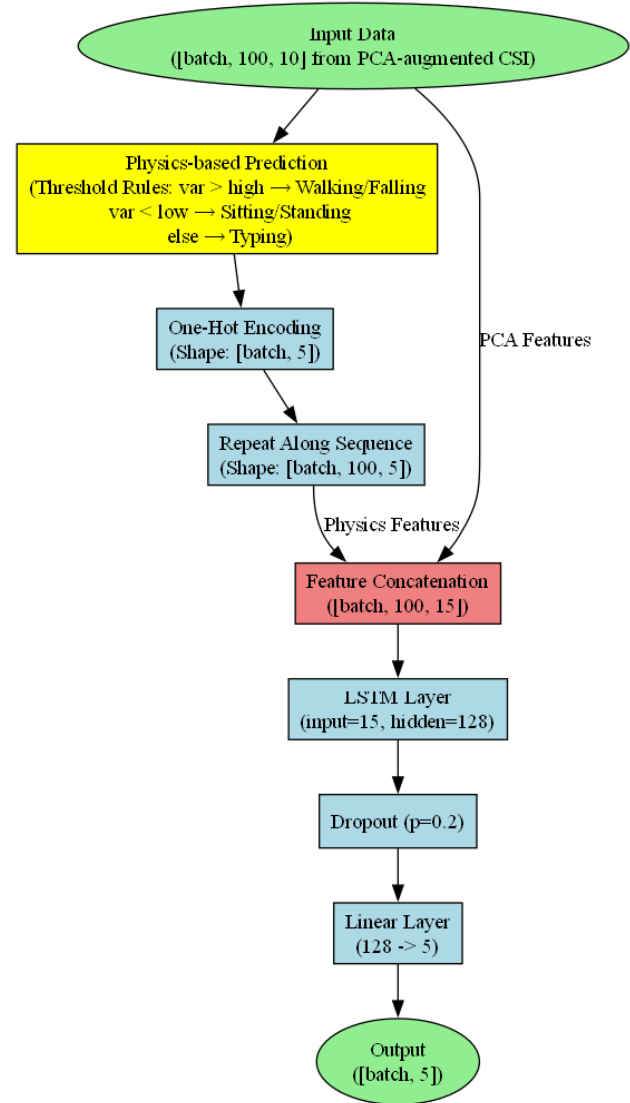 Input Data
([batch, 100, 10] from PCA-augmented CSI)
Physics-based Prediction
(Threshold Rules: var > high → Walking/Falling
var < low → Sitting/Standing
else → Typing)
One-Hot Encoding
(Shape: [batch, 5])
PCA Features
Repeat Along Sequence
(Shape: [batch, 100, 5])
Physics Features
Feature Concatenation
([batch, 100, 15])
LSTM Layer
(input=15, hidden=128)
Dropout (p=0.2)
Linear Layer
(128 -> 5)
Output
([batch, 5])